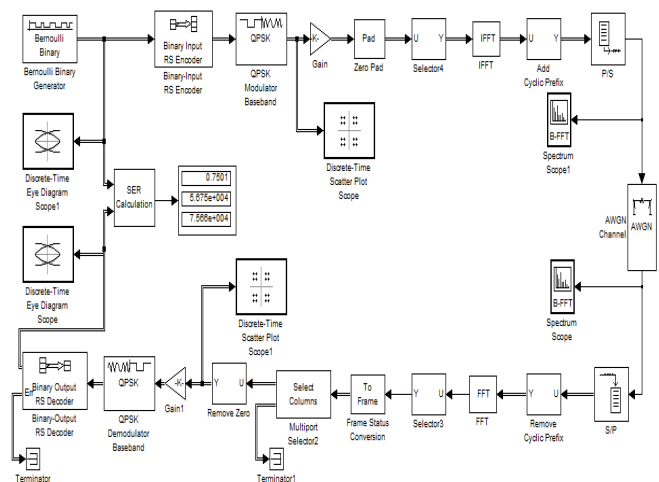 Bernoulli
Binary
Bernoulli Binary
Generator
Binary Input
RS Encoder
Binary-Input
RS Encoder
QPSK
QPSK
Modulator
Baseband
-K-
Gain
Pad
Zero Pad
U Y
Selector4
IFFT
IFFT
U Y
Add
Cyclic Prefix
P/S
Discrete-Time
Eye Diagram
Scope1
Discrete-Time
Scatter Plot
Scope
B-FFT
Spectrum
Scope1
SER
Calculation
0.7501
5.675e+004
7.566e+004
AWGN
Channel
AWGN
Discrete-Time
Eye Diagram
Scope
Discrete-Time
Scatter Plot
Scope1
B-FFT
Spectrum
Scope
Err
Binary Output
RS Decoder
Binary-Output
RS Decoder
QPSK
QPSK
Demodulator
Baseband
-K-
Gain1
Y U
Remove Zero
Select
Columns
Multiport
Selector2
To
Frame
Frame Status
Conversion
Y U
Selector3
FFT
FFT
Y U
Remove
Cyclic Prefix
S/P
Terminator
Terminator1